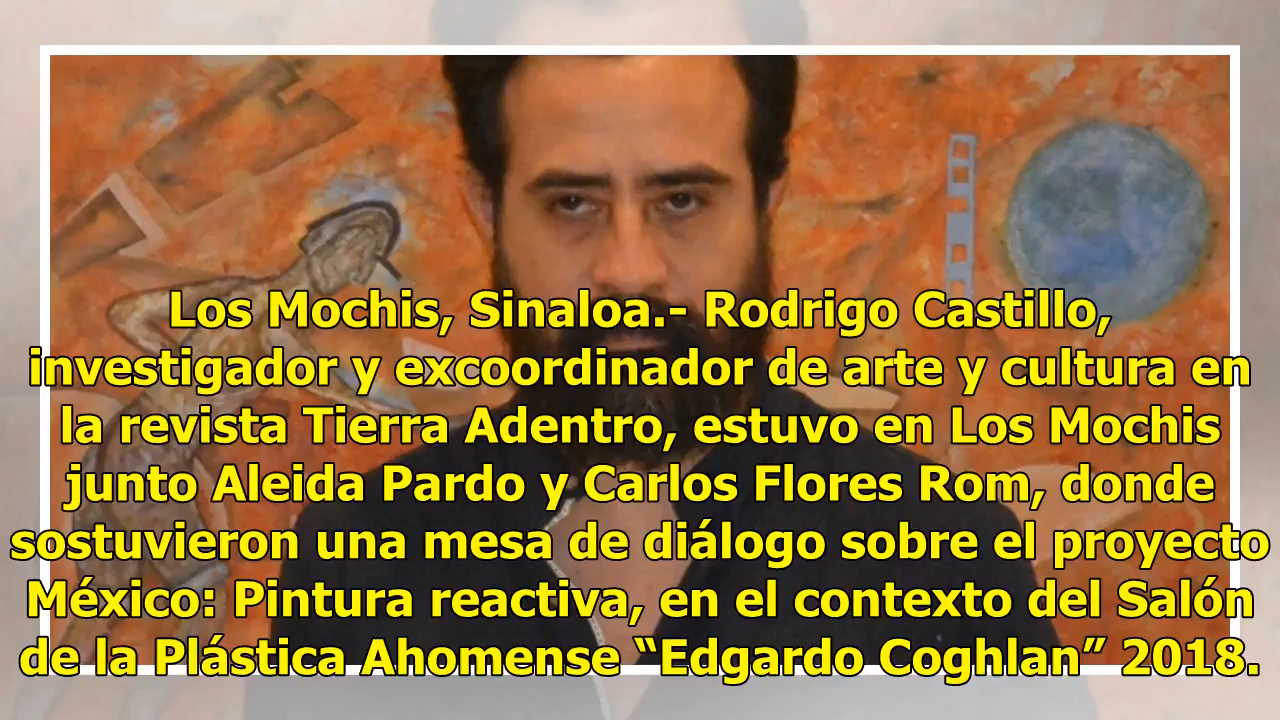 Los Mochis, Sinaloa.- Rodrigo Castillo,
investigador y excoordinador de arte y cultura en
la revista Tierra Adentro, estuvo en Los Mochis
junto Aleida Pardo y Carlos Flores Rom, donde
sostuvieron una mesa de diálogo sobre el proyecto
México: Pintura reactiva, en el contexto del Salón
de la Plástica Ahomense “Edgardo Coghlan” 2018.